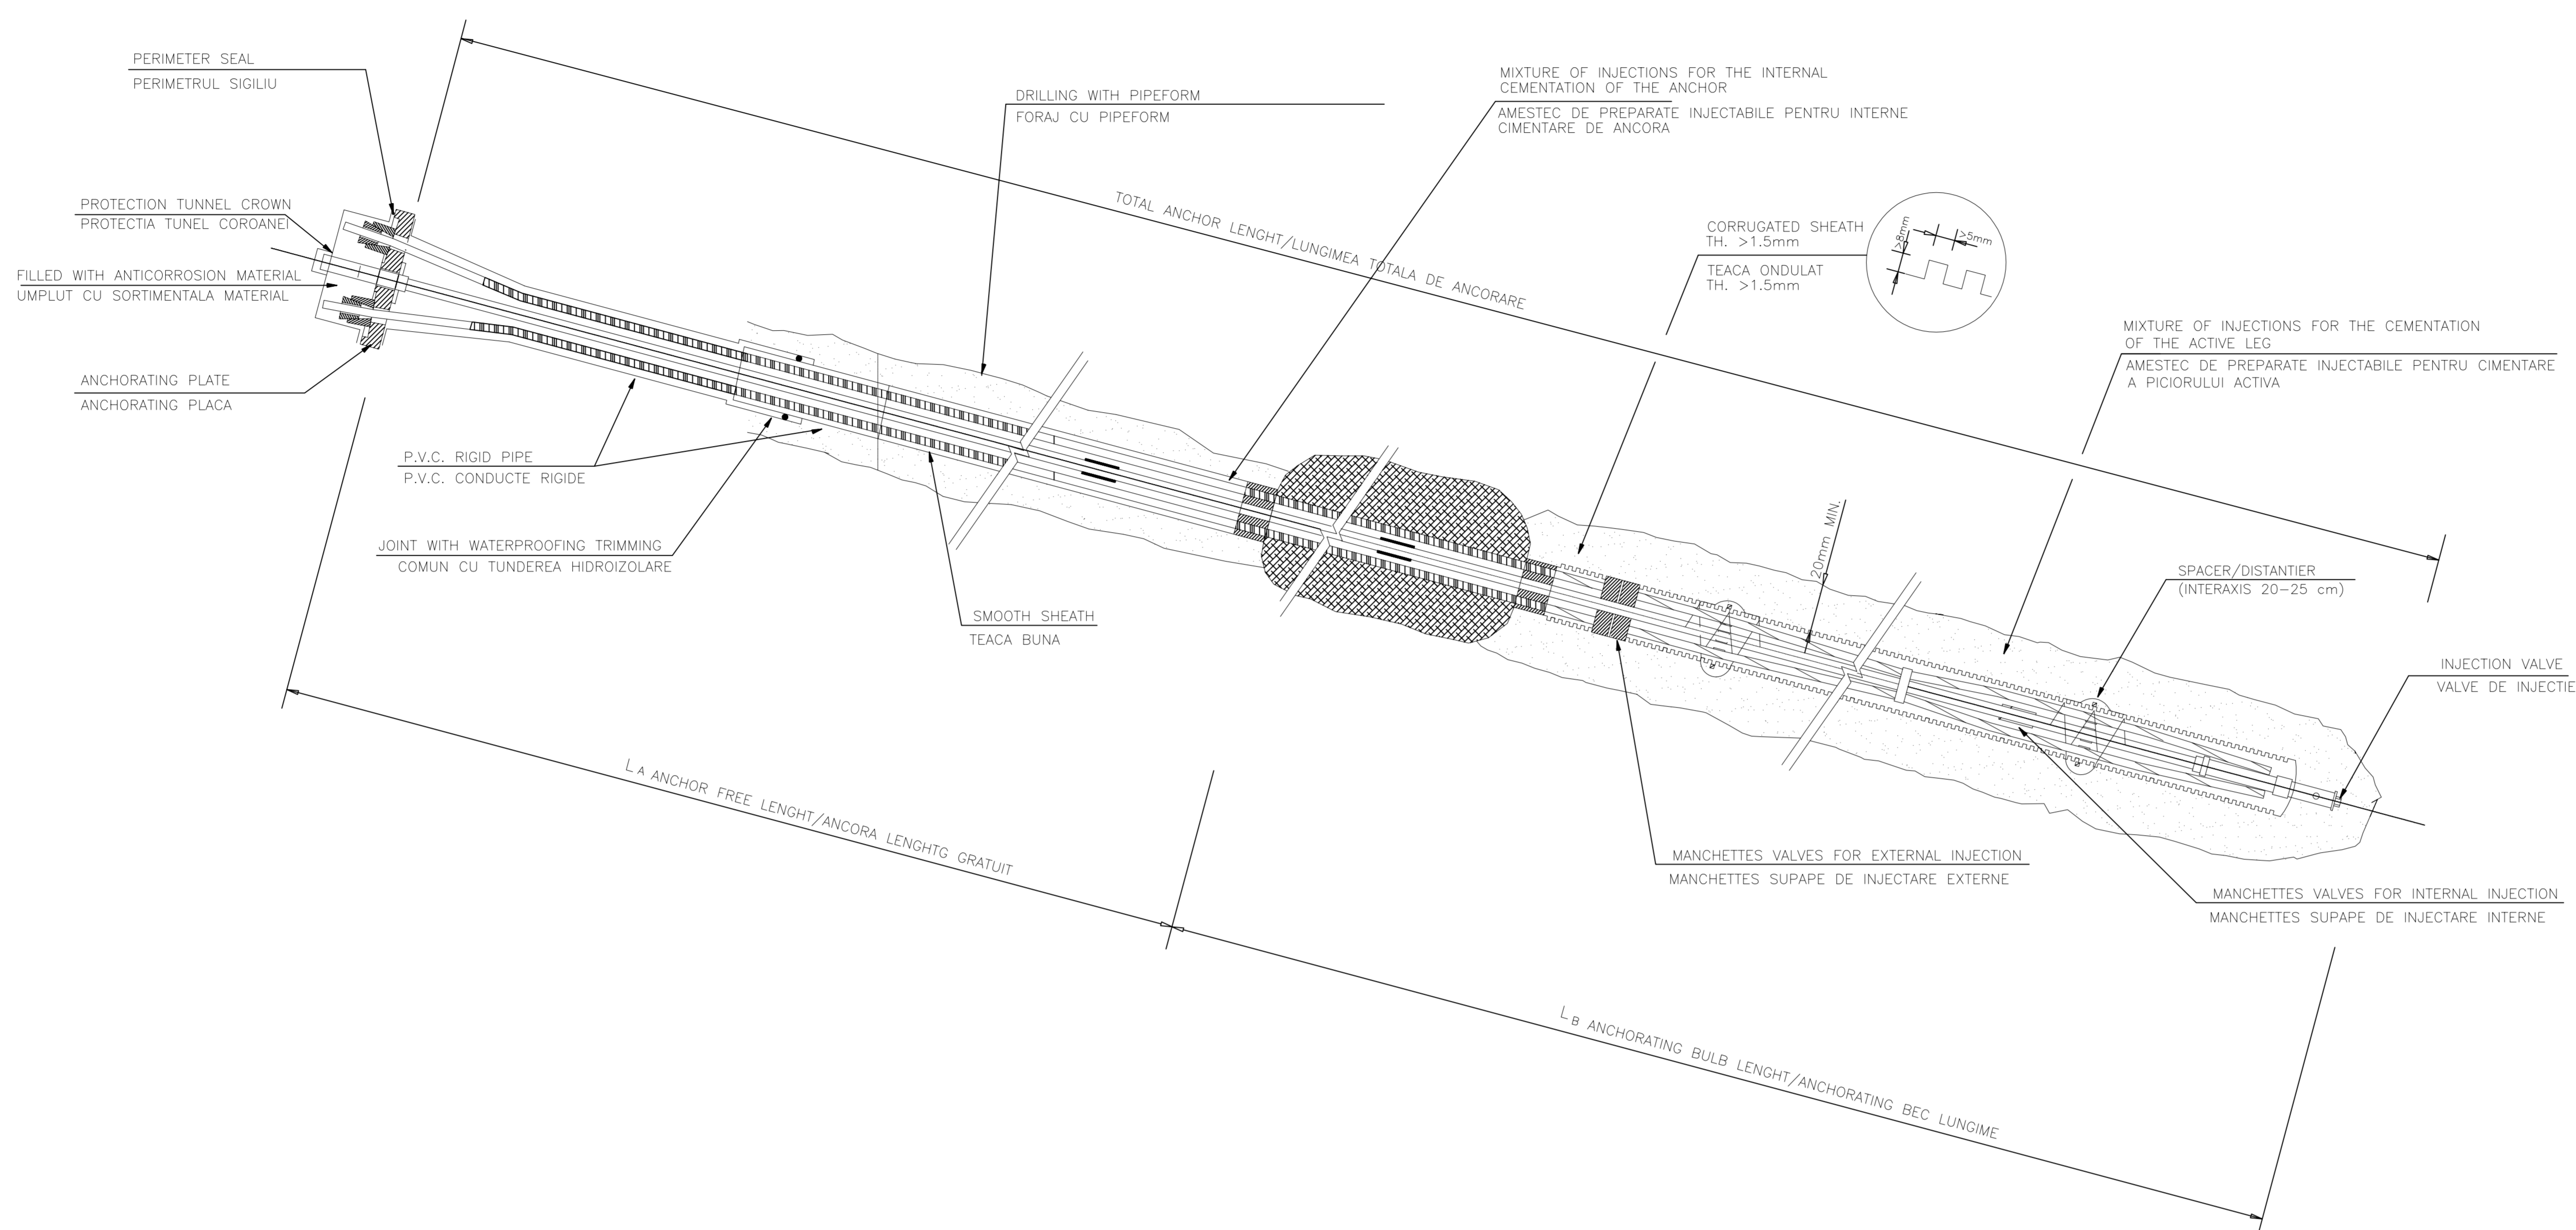 PERIMETER SEAL
PERIMETRUL SIGILIU
PROTECTION TUNNEL CROWN
PROTECTIA TUNEL COROANEI
FILLED WITH ANTICORROSION MATERIAL
UMPLUT CU SORTIMENTALA MATERIAL
ANCHORATING PLATE
ANCHORATING PLACA
P.V.C. RIGID PIPE
P.V.C. CONDUCTE RIGIDE
JOINT WITH WATERPROOFING TRIMMING
COMUN CU TUNDEREA HIDROIZOLARE
SMOOTH SHEATH
TEACA BUNA
DRILLING WITH PIPEFORM
FORAJ CU PIPEFORM
MIXTURE OF INJECTIONS FOR THE INTERNAL
CEMENTATION OF THE ANCHOR
AMESTEC DE PREPARATE INJECTABILE PENTRU INTERNE
CIMENTARE DE ANCORA
TOTAL ANCHOR LENGHT/LUNGIMEA TOTALA DE ANCORARE
CORRUGATED SHEATH
TH. >1.5mm
TEACA ONDULAT
TH. >1.5mm
>8mm
>5mm
MIXTURE OF INJECTIONS FOR THE CEMENTATION
OF THE ACTIVE LEG
AMESTEC DE PREPARATE INJECTABILE PENTRU CIMENTARE
A PICIORULUI ACTIVA
20mm MIN.
SPACER/DISTANTIER
(INTERAXIS 20-25 cm)
INJECTION VALVE
VALVE DE INJECTIE
MANCHETTES VALVES FOR EXTERNAL INJECTION
MANCHETTES SUPAPE DE INJECTARE EXTERNE
MANCHETTES VALVES FOR INTERNAL INJECTION
MANCHETTES SUPAPE DE INJECTARE INTERNE
LA ANCHOR FREE LENGHT/ANCORA LENGHTG GRATUIT
LB ANCHORATING BULB LENGHT/ANCHORATING BEC LUNGIME